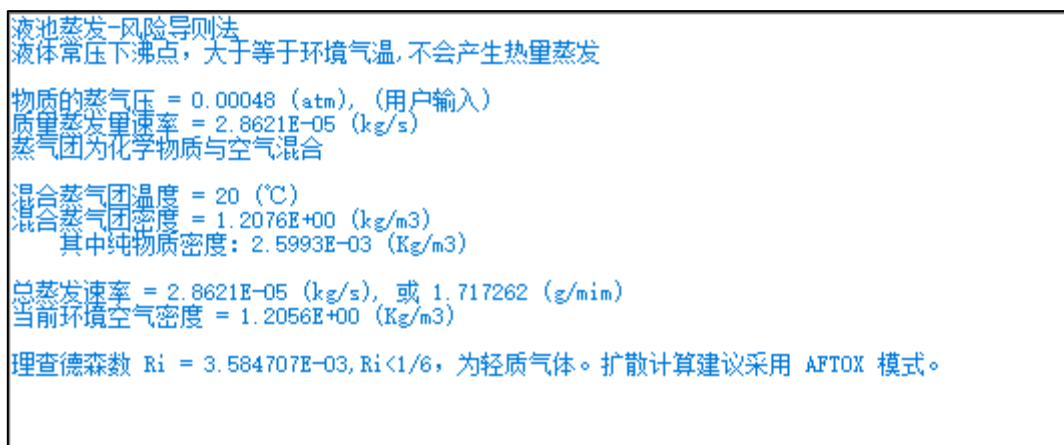 液池蒸发-风险导则法
液体常压下沸点，大于等于环境气温,不会产生热量蒸发
物质的蒸气压 = 0.00048 (atm), (用户输入)
质量蒸发量速率 = 2.8621E-05 (kg/s)
蒸气团为化学物质与空气混合
混合蒸气团温度 = 20 (℃)
混合蒸气团密度 = 1.2076E+00 (kg/m3)
其中纯物质密度：2.5993E-03 (Kg/m3)
总蒸发速率 = 2.8621E-05 (kg/s), 或 1.717262 (g/mim)
当前环境空气密度 = 1.2056E+00 (Kg/m3)
理查德森数 Ri = 3.584707E-03,Ri<1/6，为轻质气体。扩散计算建议采用 AFTOX 模式。